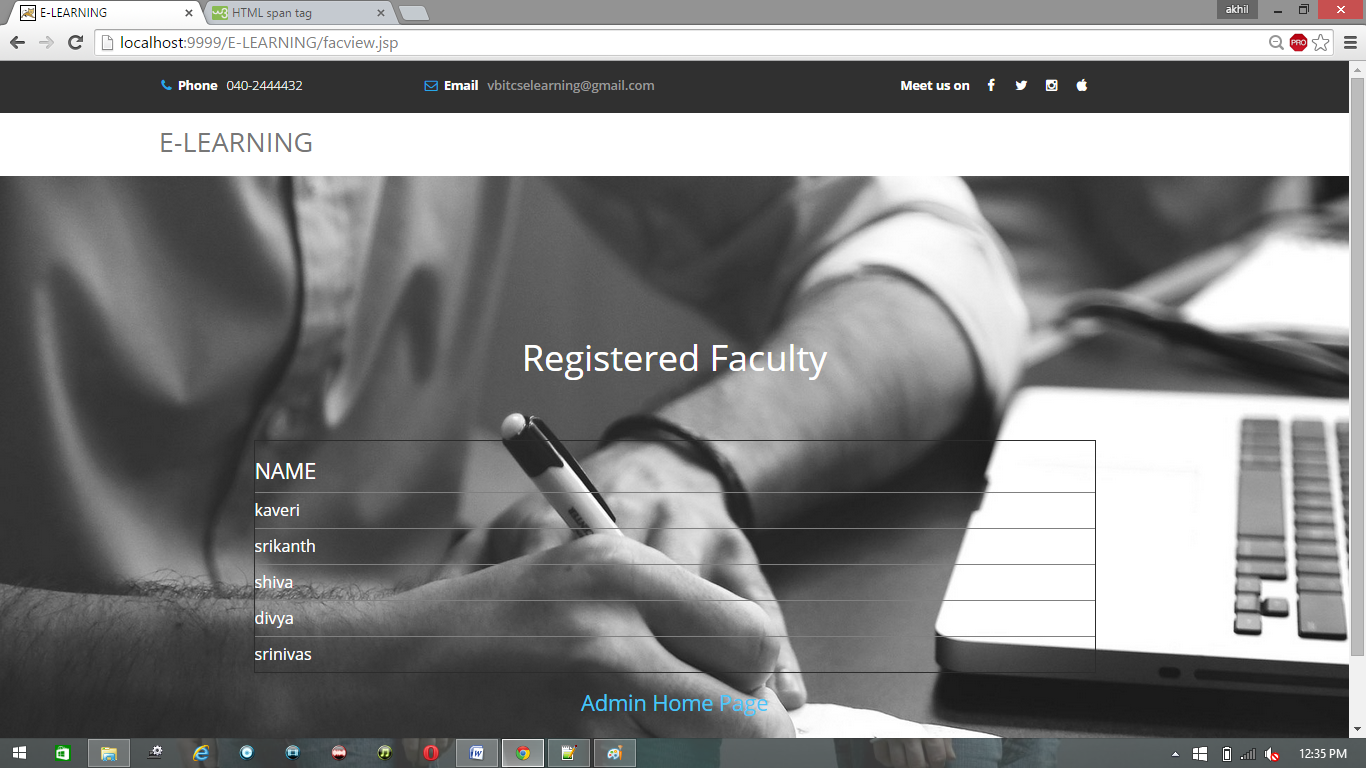 E-LEARNING
HTML span tag
akhil
localhost:9999/E-LEARNING/facview.jsp
PRO
Phone 040-2444432 Email vbitcselearning@gmail.com Meet us on
E-LEARNING
Registered Faculty
NAME
kaveri
srikanth
shiva
divya
srinivas
Admin Home Page
12:35 PM